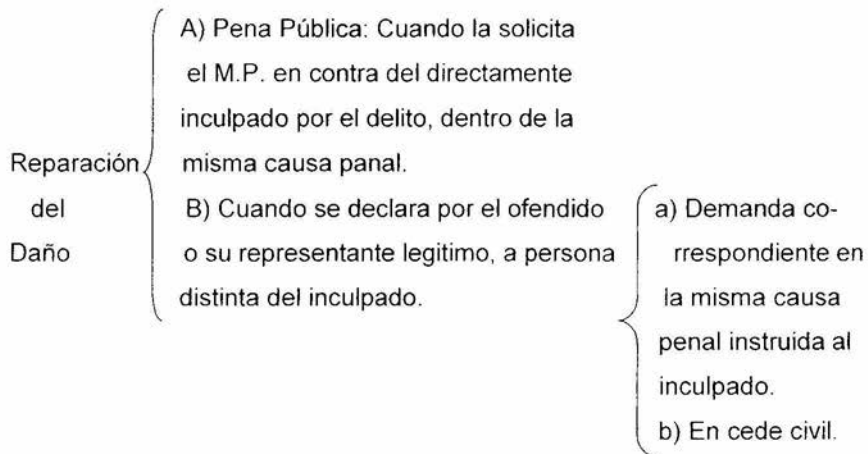 Reparación
del
Daño
A) Pena Pública: Cuando la solicita
el M.P. en contra del directamente
inculpado por el delito, dentro de la
misma causa panal.
B) Cuando se declara por el ofendido
o su representante legitimo, a persona
distinta del inculpado.
a) Demanda co-
rrespondiente en
la misma causa
penal instruida al
inculpado.
b) En cede civil.